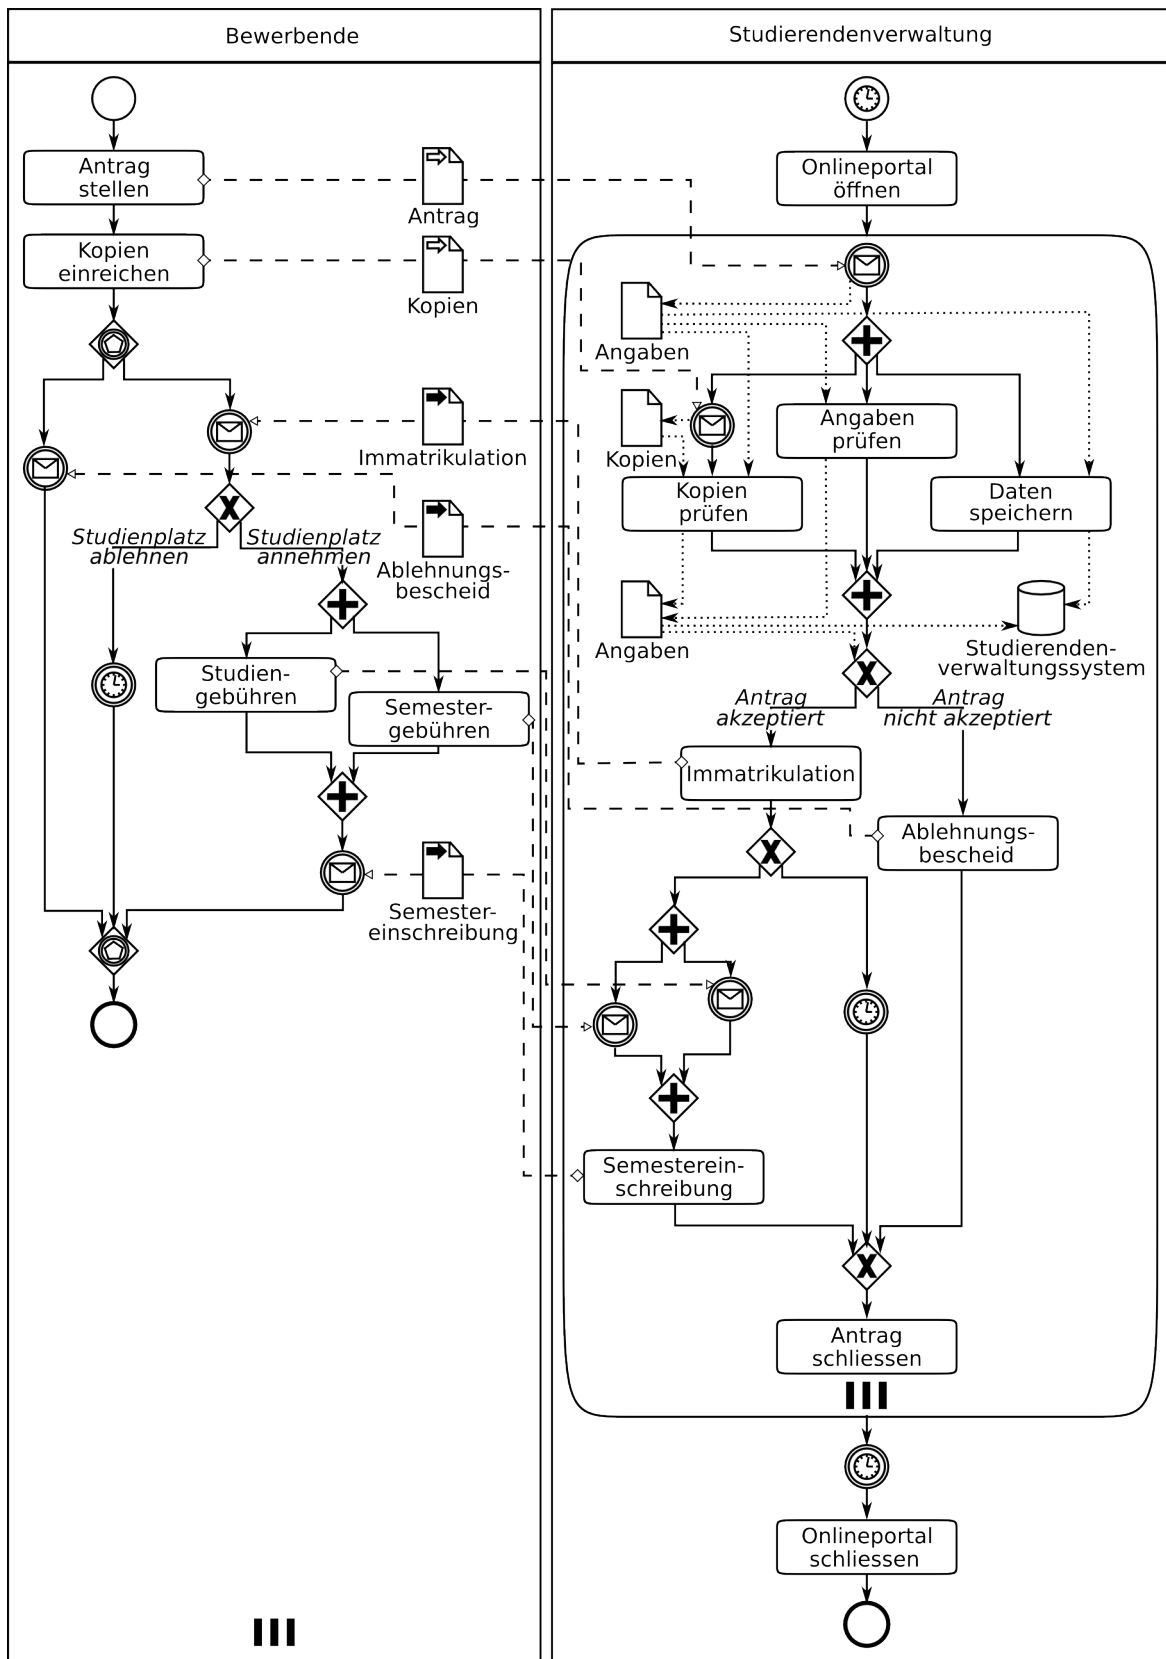 Bewerbende
Studierendenverwaltung
Antrag
stellen
Onlineportal
öffnen
Antrag
Kopien
einreichen
Kopien
Angaben
Immatrikulation
Kopien
Angaben
prüfen
Kopien
prüfen
Daten
speichern
Studienplatz
ablehnen
Studienplatz
annehmen
Ablehnungs-
bescheid
Angaben
Studierenden-
verwaltungssystem
Studien-
gebühren
Semester-
gebühren
Antrag
akzeptiert
Antrag
nicht akzeptiert
Immatrikulation
Ablehnungs-
bescheid
Semester-
einschreibung
Semesterein-
schreibung
Antrag
schliessen
Onlineportal
schliessen